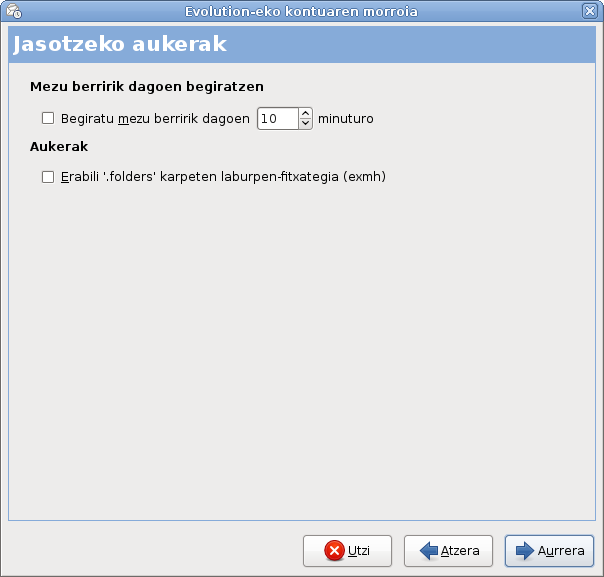 Evolution-eko kontuaren morroia
Jasotzeko aukerak
Mezu berririk dagoen begiratzen
Begiratu mezu berririk dagoen 10 minuturo
Aukerak
Erabili '.folders' karpeten laburpen-fitxategia (exmh)
Utzi Atzera Aurrera